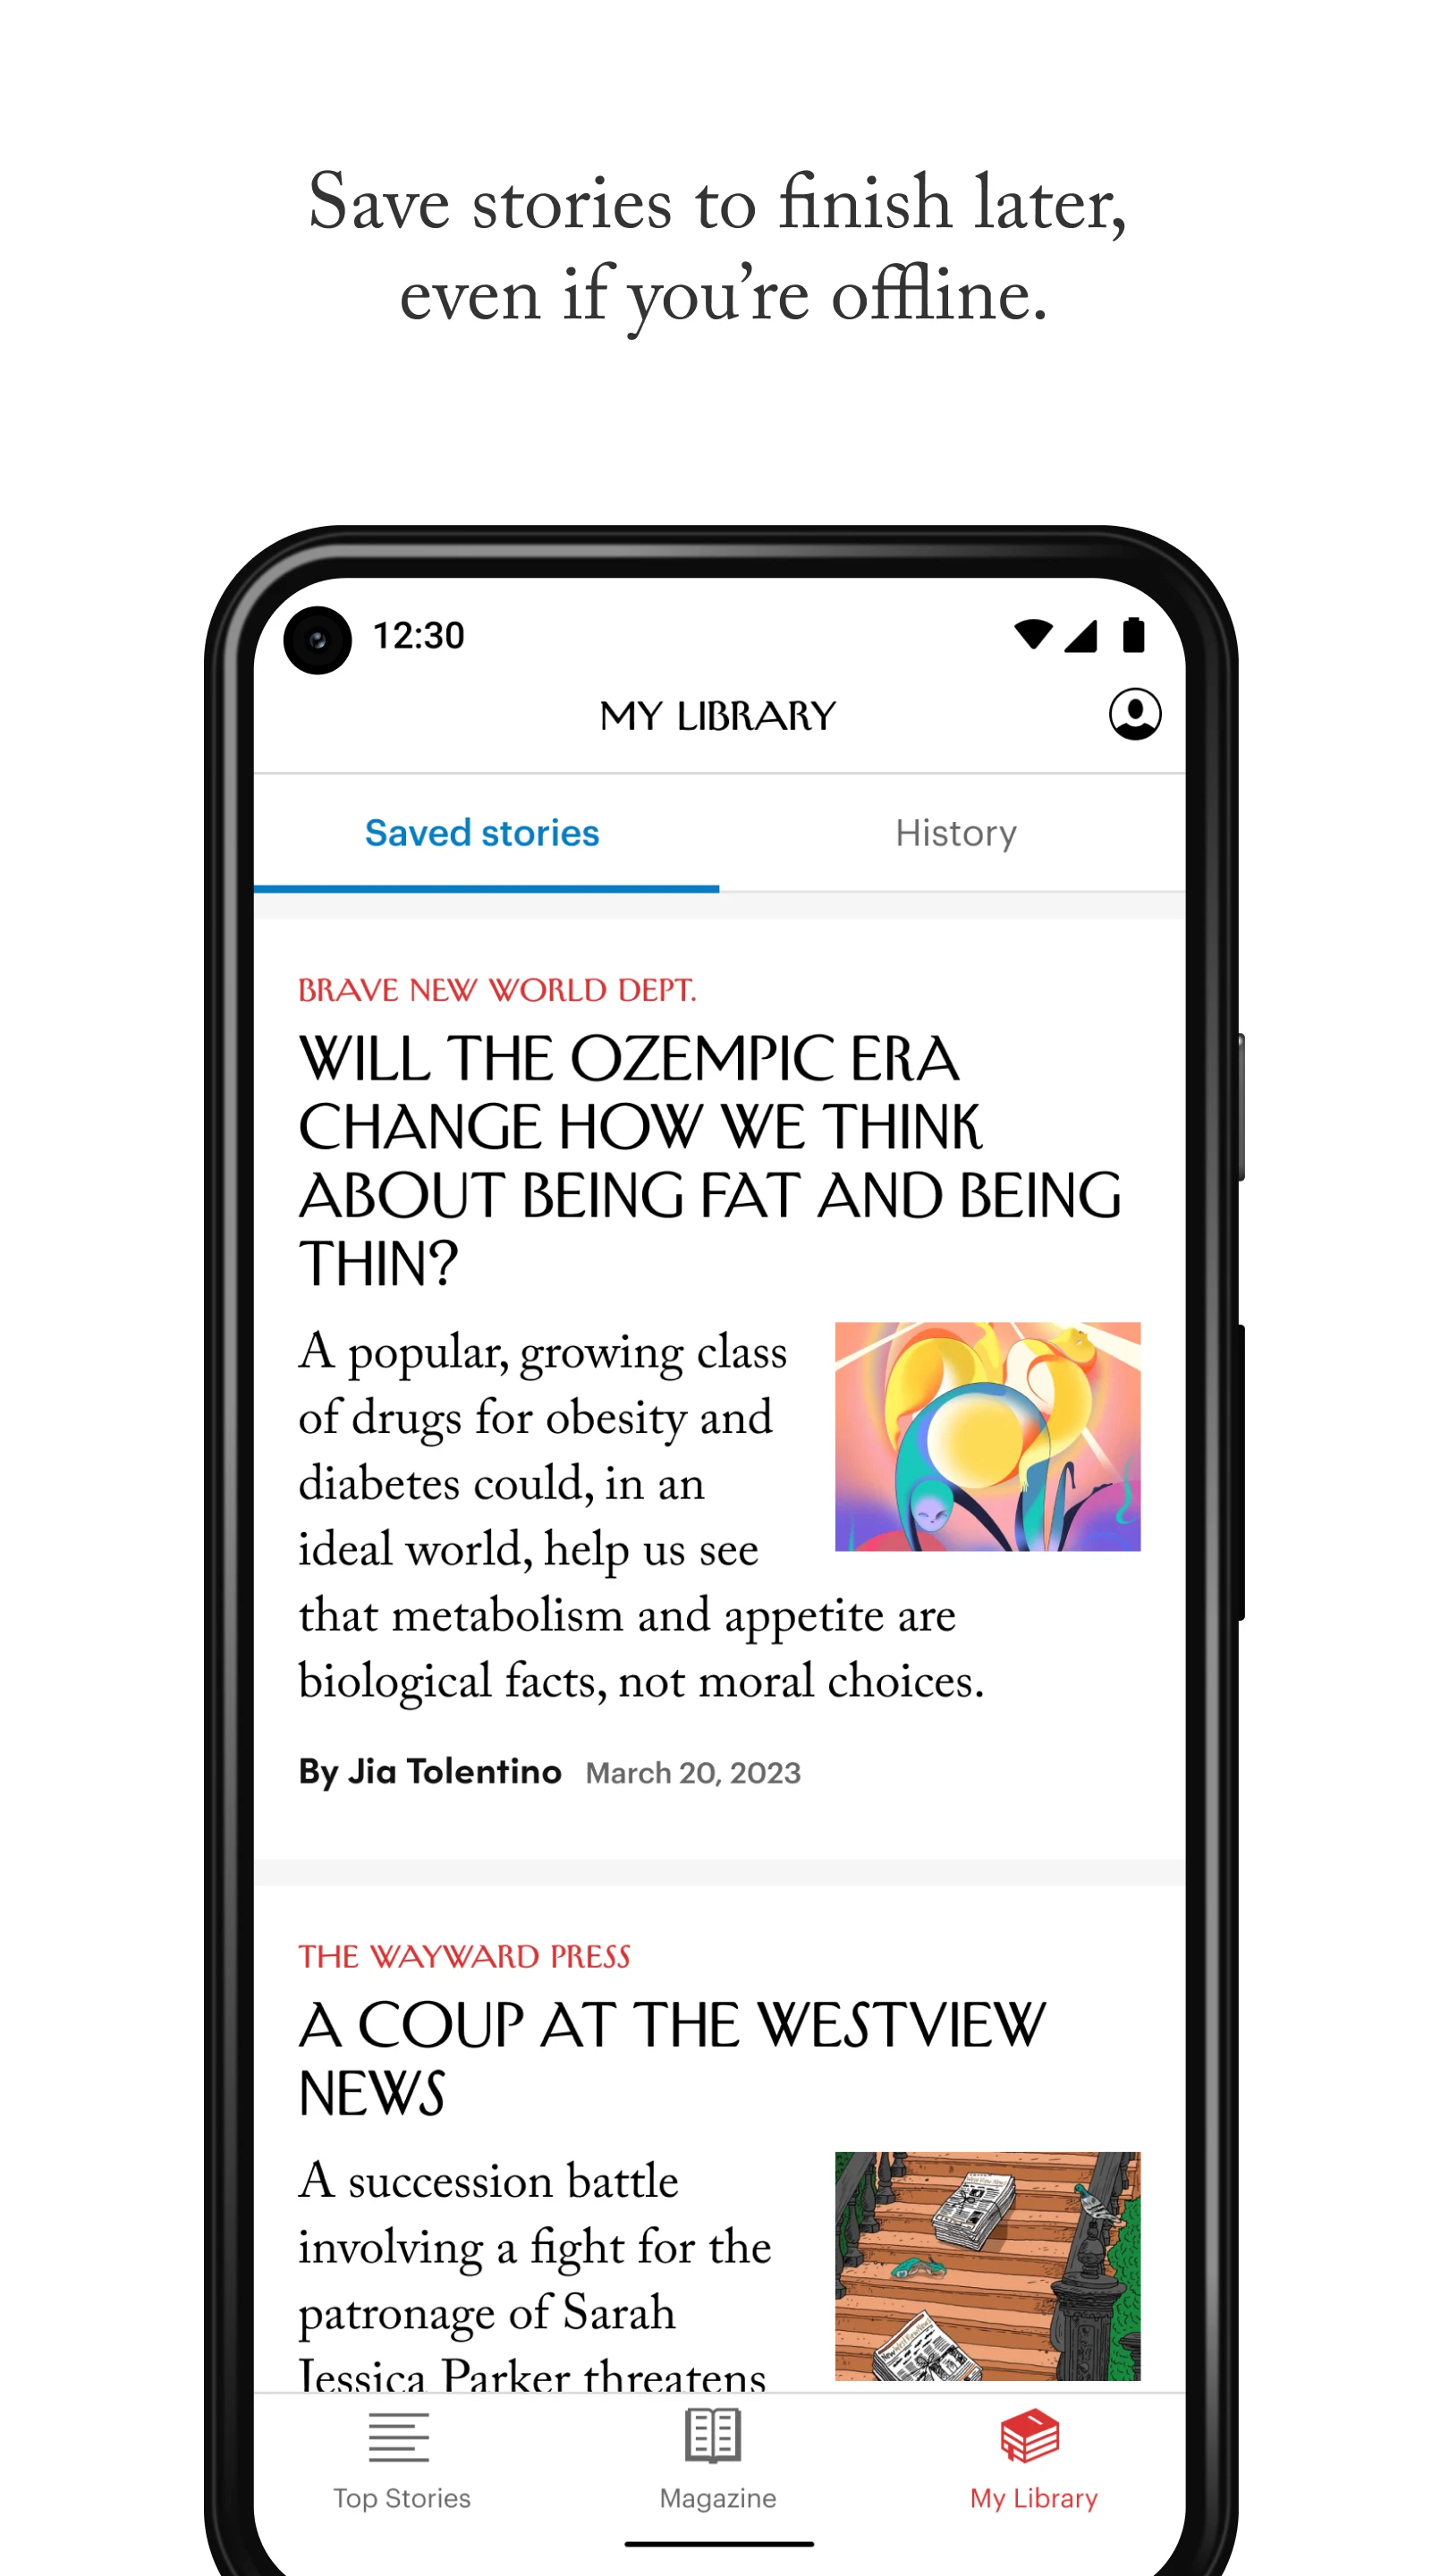 Save stories to finish later,
even if you’re offline.
12:30
MY LIBRARY
Saved stories
History
BRAVE NEW WORLD DEPT.
WILL THE OZEMPIC ERA
CHANGE HOW WE THINK
ABOUT BEING FAT AND BEING
THIN?
A popular, growing class
of drugs for obesity and
diabetes could, in an
ideal world, help us see
that metabolism and appetite are
biological facts, not moral choices.
By Jia Tolentino March 20, 2023
THE WAYWARD PRESS
A COUP AT THE WESTVIEW
NEWS
A succession battle
involving a fight for the
patronage of Sarah
Jessica Parker threatens
Top Stories
Magazine
My Library